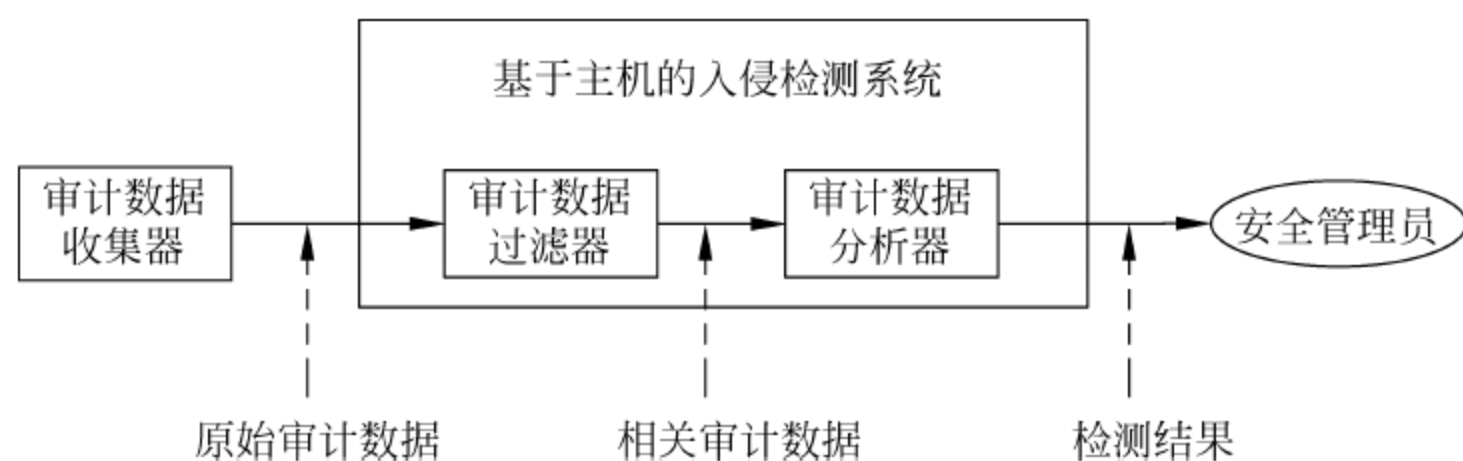 基于主机的入侵检测系统
审计数据
收集器
审计数据
过滤器
审计数据
分析器
安全管理员
原始审计数据
相关审计数据
检测结果